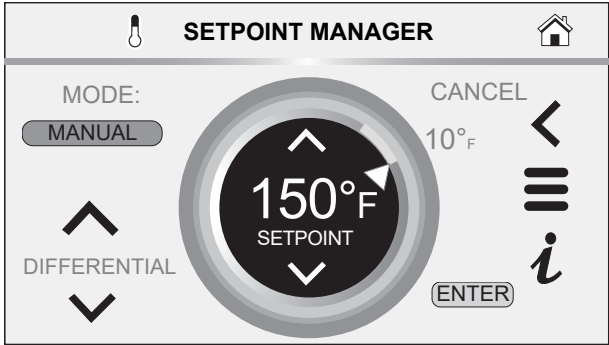 SETPOINT MANAGER
MODE:
MANUAL
CANCEL
10°F
150°F
SETPOINT
DIFFERENTIAL
ENTER
i